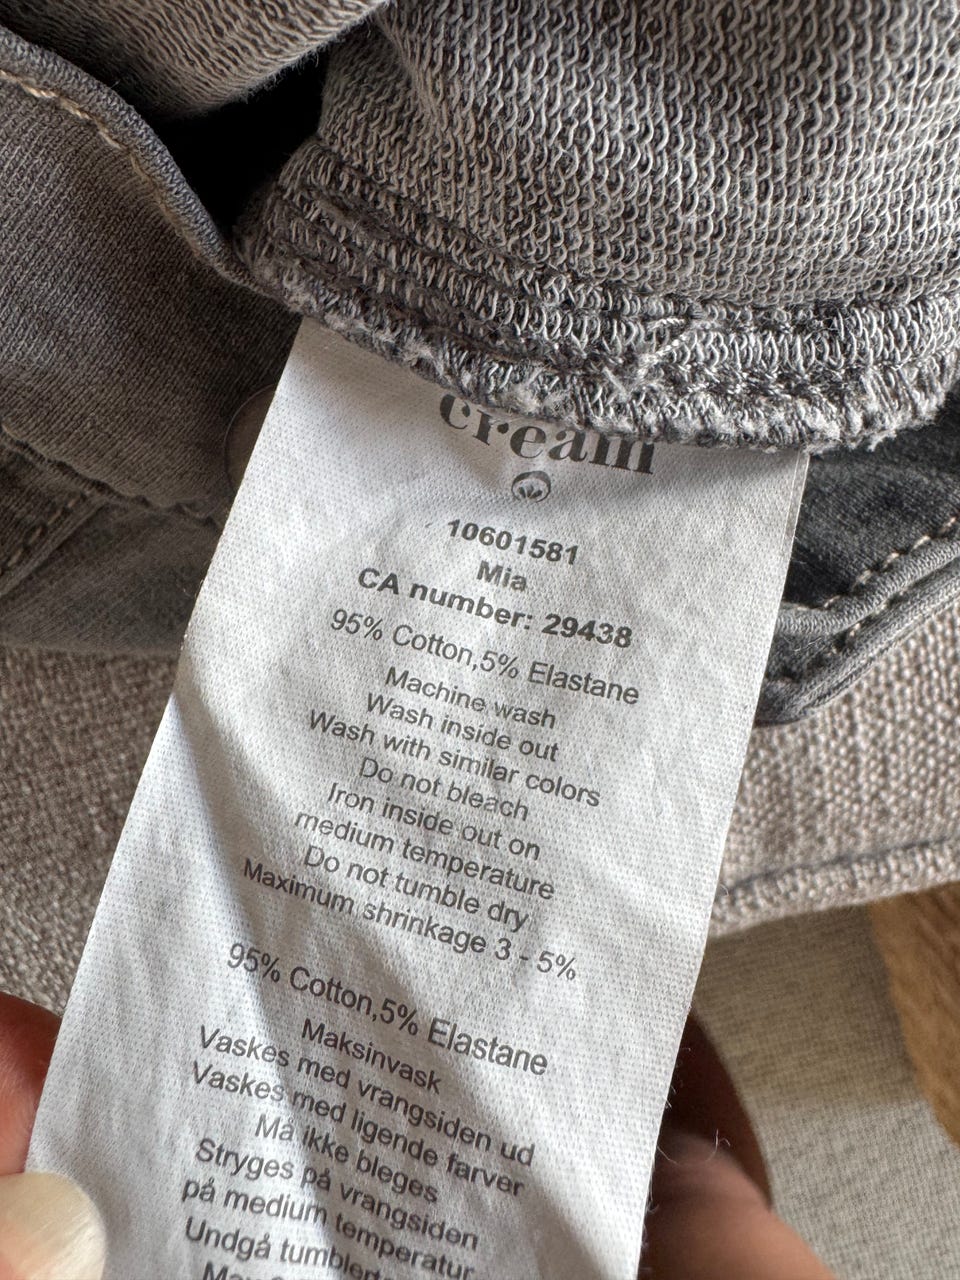 cream
10601581
Mia
CA number: 29438
95% Cotton,5% Elastane
Machine wash
Wash inside out
Wash with similar colors
Do not bleach
Iron inside out on
medium temperature
Do not tumble dry
Maximum shrinkage 3 - 5%
95% Cotton,5% Elastane
Maksinvask
Vaskes med vrangsiden ud
Vaskes med ligende farver
Må ikke bleges
Stryges på vrangsiden
på medium temperatur
Undgå